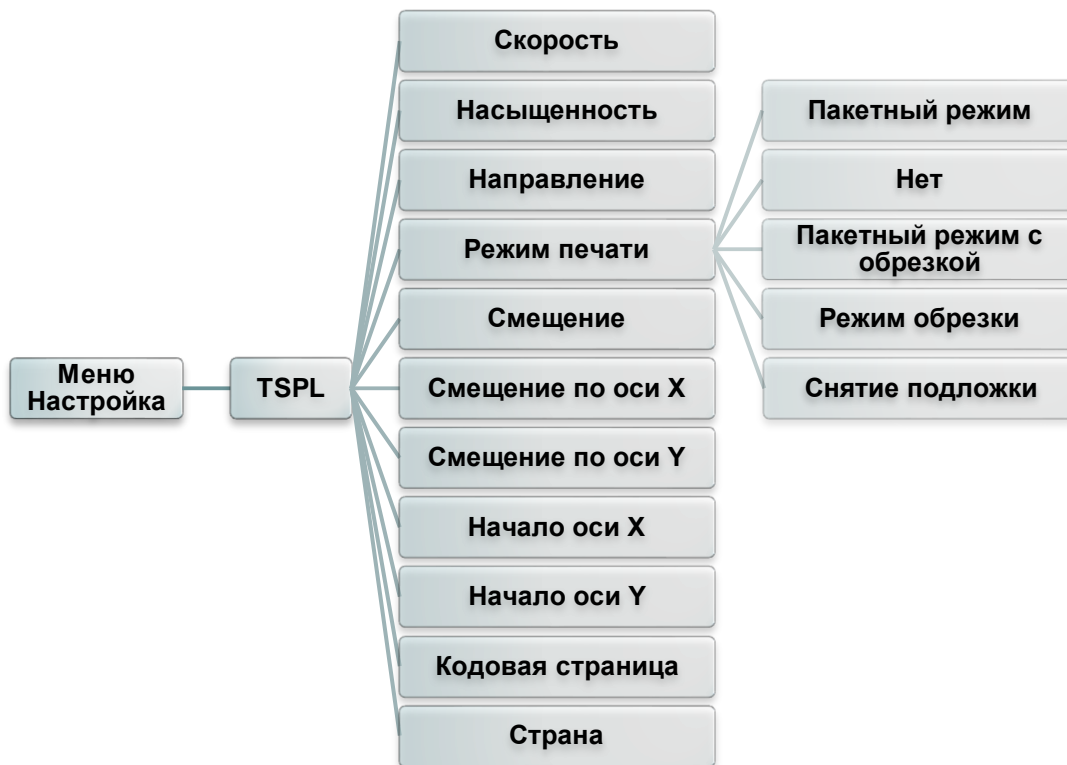 Меню
Настройка
TSPL
Скорость
Насыщенность
Направление
Режим печати
Смещение
Смещение по оси X
Смещение по оси Y
Начало оси X
Начало оси Y
Кодовая страница
Страна
Пакетный режим
Нет
Пакетный режим с
обрезкой
Режим обрезки
Снятие подложки